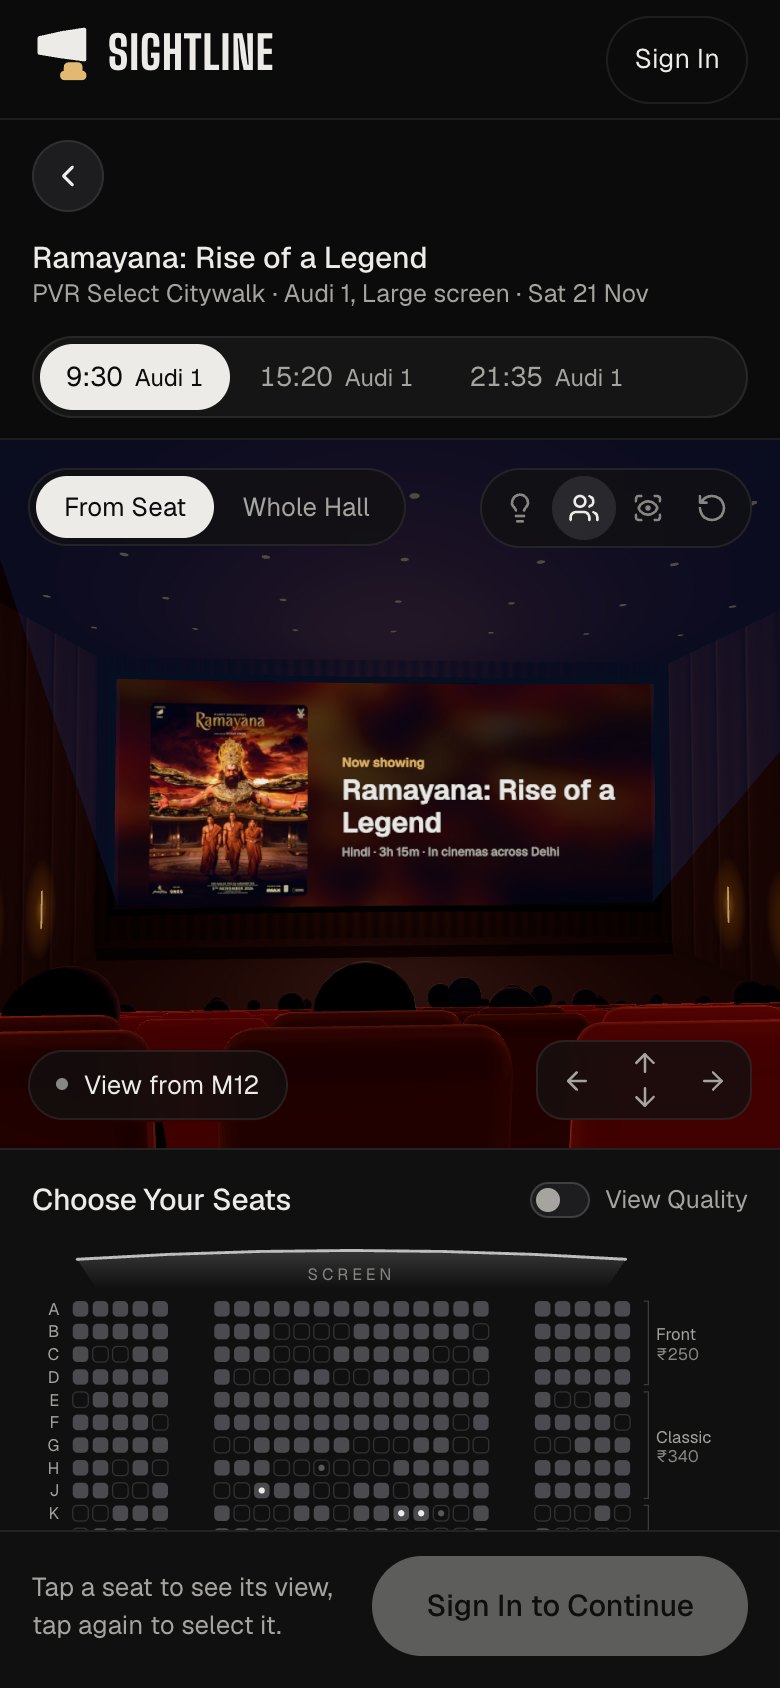 SIGHTLINE
Sign In
Ramayana: Rise of a Legend
PVR Select Citywalk · Audi 1, Large screen · Sat 21 Nov
9:30 Audi 1
15:20 Audi 1
21:35 Audi 1
From Seat
Whole Hall
Ramayana
Now showing
Ramayana: Rise of a
Legend
Hindi · 3h 15m · In cinemas across Delhi
View from M12
Choose Your Seats
View Quality
SCREEN
A
B
C
D
E
F
G
H
J
K
Front
₹250
Classic
₹340
Tap a seat to see its view,
tap again to select it.
Sign In to Continue